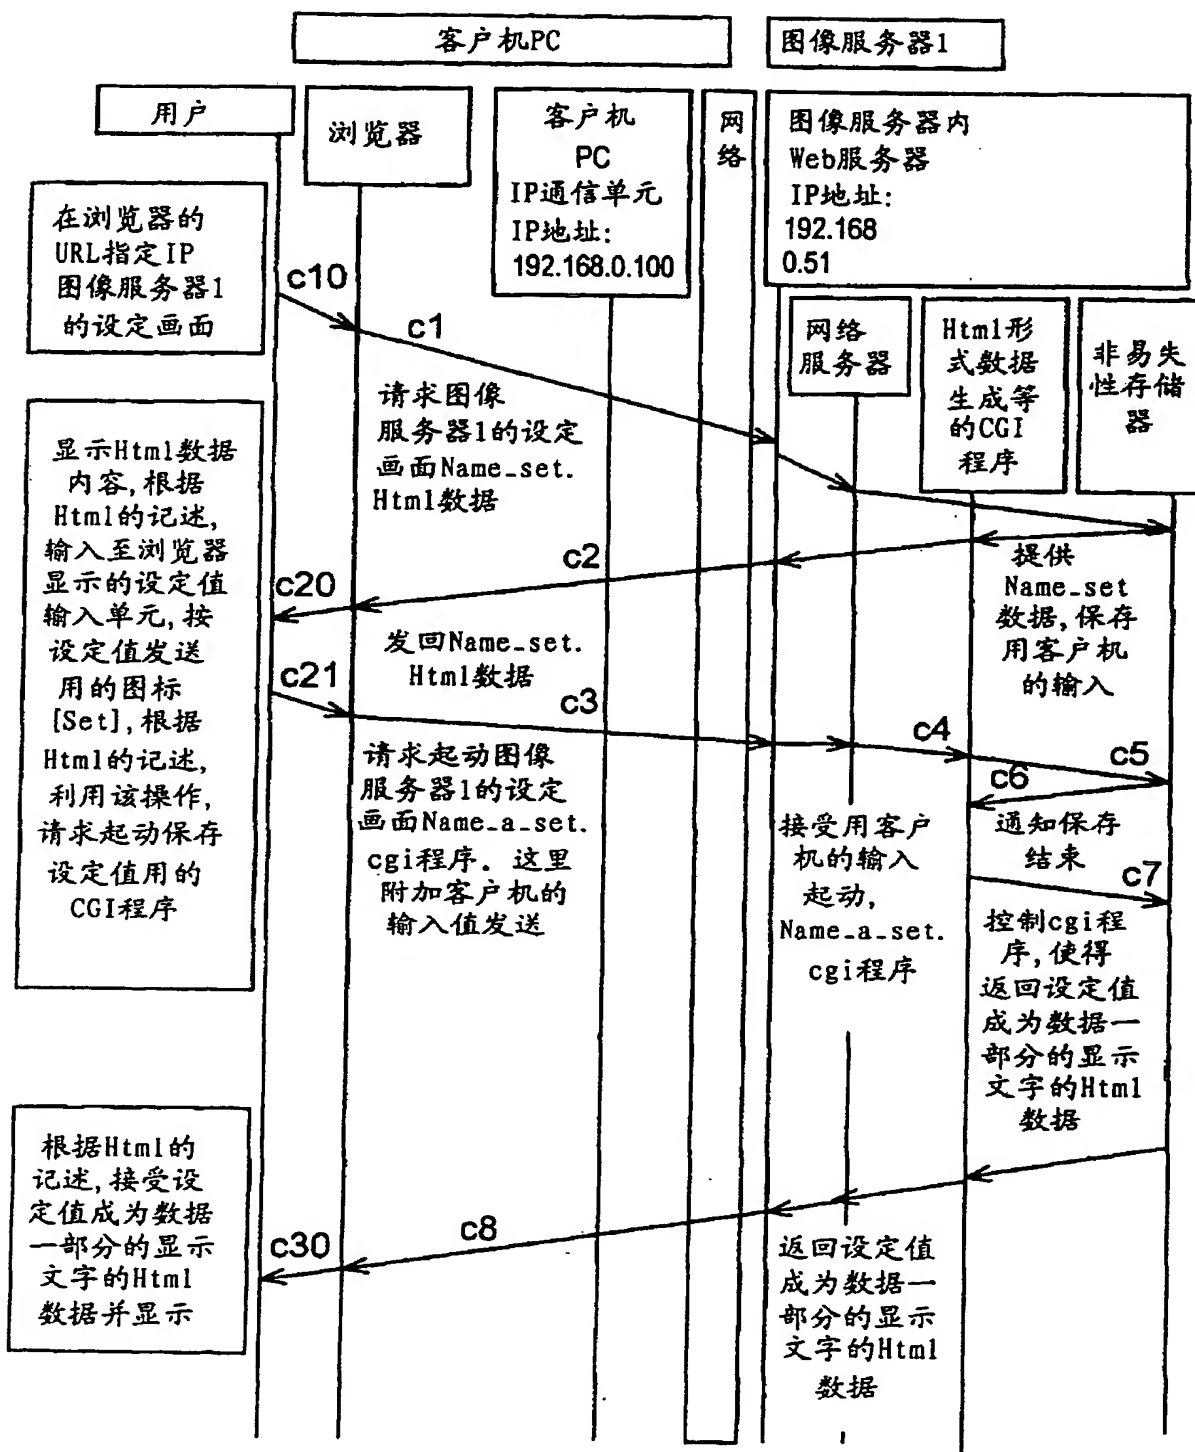 客户机PC
图像服务器1
用户
浏览器
客户机
PC
IP通信单元
IP地址:
192.168.0.100
网
络
图像服务器内
Web服务器
IP地址:
192.168
0.51
网络
服务器
Html形
式数据
生成等
的CGI
程序
非易失
性存储
器
在浏览器的
URL指定IP
图像服务器1
的设定画面
c10
c1
请求图像
服务器1的设定
画面Name_set.
Html数据
显示Html数据
内容,根据
Html的记述,
输入至浏览器
显示的设定值
输入单元,按
设定值发送
用的图标
[Set],根据
Html的记述,
利用该操作,
请求起动保存
设定值用的
CGI程序
c2
c20
提供
Name_set
数据,保存
用客户机
的输入
发回Name_set.
Html数据
c21
c3
c4
c5
c6
请求起动图像
服务器1的设定
画面Name_a_set.
cgi程序. 这里
附加客户机的
输入值发送
接受用客户
机的输入
起动,
Name_a_set.
cgi程序
通知保存
结束
c7
控制cgi程
序,使得
返回设定值
成为数据一
部分的显示
文字的Html
数据
根据Html的
记述,接受设
定值成为数据
一部分的显示
文字的Html
数据并显示
c30
c8
返回设定值
成为数据一
部分的显示
文字的Html
数据